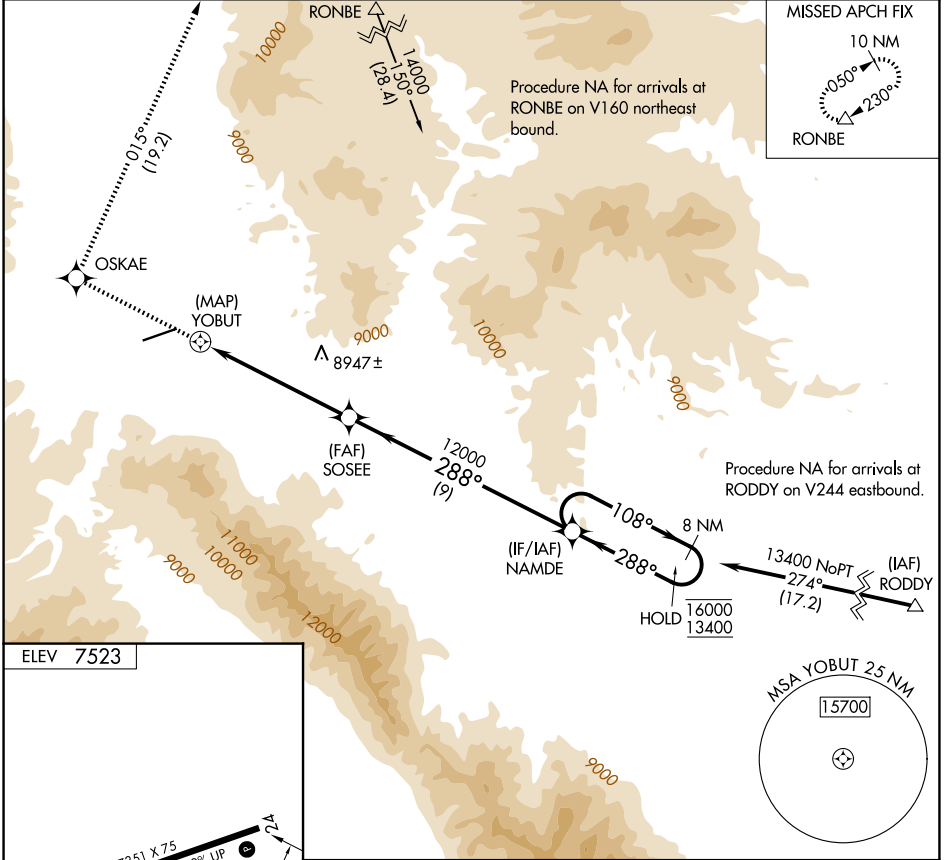 RONBE
10000
14000
150°
(28.4)
Procedure NA for arrivals at
RONBE on V160 northeast
bound.
MISSED APCH FIX
10 NM
050°
230°
RONBE
015°
(19.2)
9000
OSKAE
(MAP)
YOBUT
9000
8947±
10000
9000
(FAF)
SOSEE
12000
288°
(9)
Procedure NA for arrivals at
RODDY on V244 eastbound.
108°
8 NM
(IF/IAF)
NAMDE
288°
HOLD
16000
13400
13400 NoPT
274°
(17.2)
(IAF)
RODDY
11000
10000
9000
12000
9000
ELEV 7523
MSA YOBUT 25 NM
15700
24
X 75
UP
P